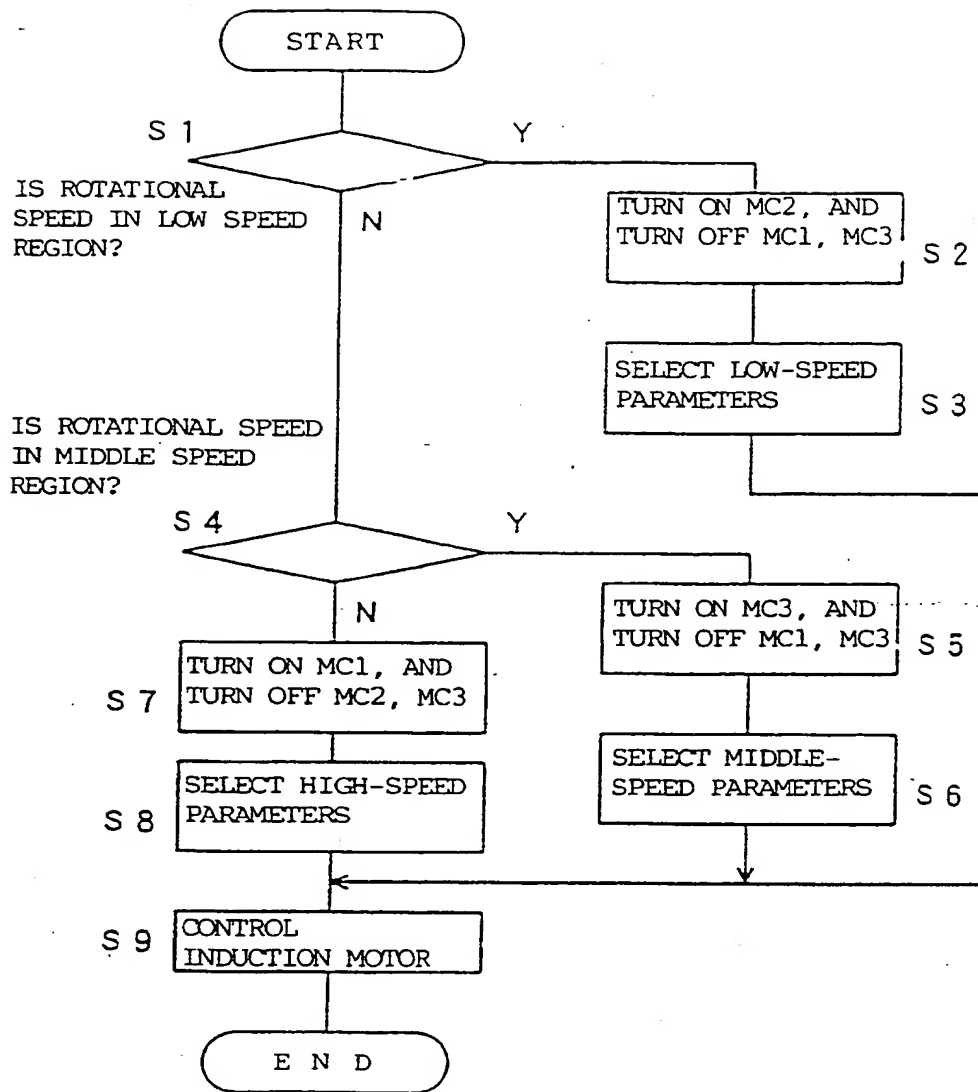 START
S 1
Y
IS ROTATIONAL
SPEED IN LOW SPEED
REGION?
N
TURN ON MC2, AND
TURN OFF MC1, MC3
S 2
SELECT LOW-SPEED
PARAMETERS
S 3
IS ROTATIONAL SPEED
IN MIDDLE SPEED
REGION?
S 4
Y
N
TURN ON MC3, AND
TURN OFF MC1, MC3
S 5
TURN ON MC1, AND
TURN OFF MC2, MC3
S 7
SELECT MIDDLE-
SPEED PARAMETERS
S 6
SELECT HIGH-SPEED
PARAMETERS
S 8
CONTROL
INDUCTION MOTOR
S 9
E N D